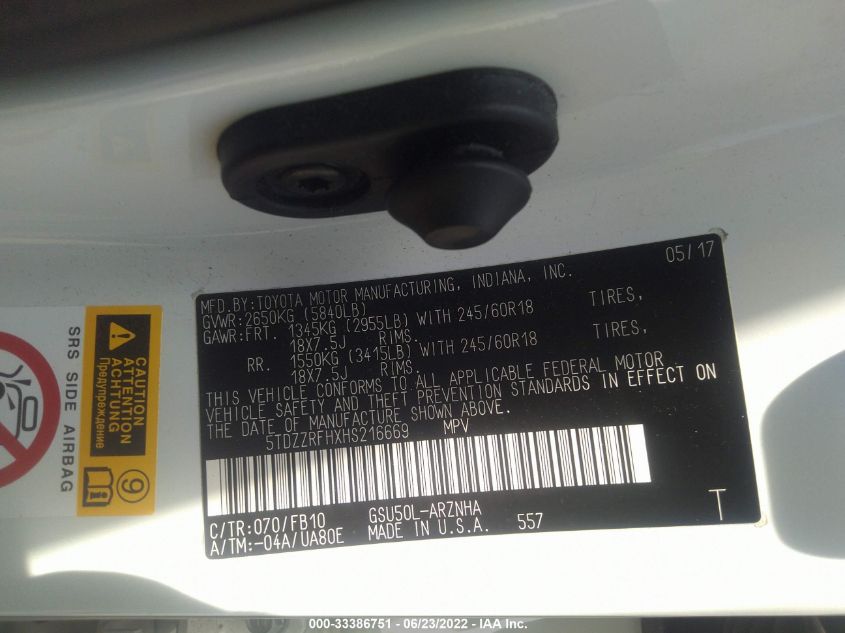 05/17
MFD.BY:TOYOTA MOTOR MANUFACTURING, INDIANA, INC.
GVWR:2650KG (5840LB)
GAWR:FRT. 1345KG (2955LB) WITH 245/60R18 TIRES,
18X7.5J RIMS.
RR. 1550KG (3415LB) WITH 245/60R18 TIRES,
18X7.5J RIMS.
THIS VEHICLE CONFORMS TO ALL APPLICABLE FEDERAL MOTOR
VEHICLE SAFETY AND THEFT PREVENTION STANDARDS IN EFFECT ON
THE DATE OF MANUFACTURE SHOWN ABOVE.
5TDZZRFHXHS216669 MPV
C/TR:070/FB10 GSU50L-ARZNHA
A/TM:-04A/UA80E MADE IN U.S.A. 557
T
CAUTION
ATTENTION
ACHTUNG
Предупреждение
9
SRS SIDE AIRBAG
000-33386751 - 06/23/2022 - IAA Inc.